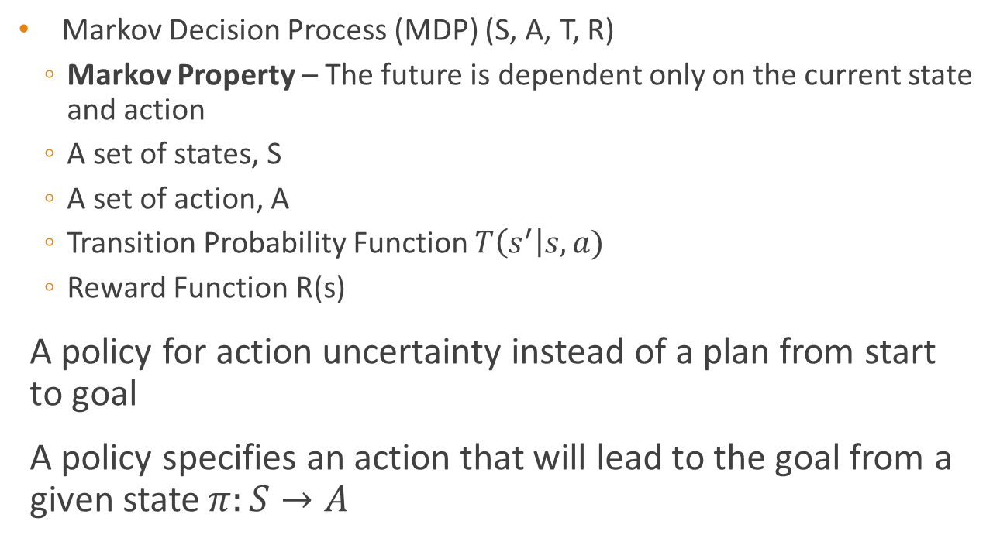 • Markov Decision Process (MDP) (S, A, T, R)
◦ Markov Property – The future is dependent only on the current state
and action
◦ A set of states, S
◦ A set of action, A
◦ Transition Probability Function T(s′|s, a)
◦ Reward Function R(s)
A policy for action uncertainty instead of a plan from start
to goal
A policy specifies an action that will lead to the goal from a
given state π: S → A